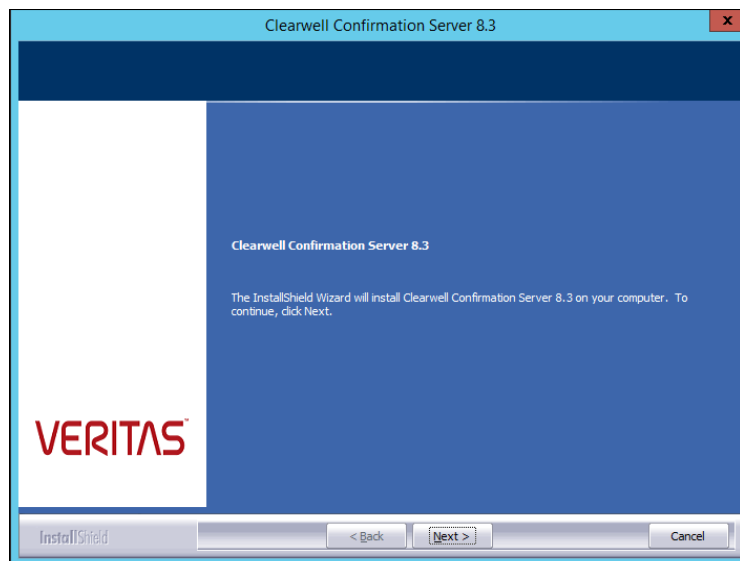 Clearwell Confirmation Server 8.3
x
Clearwell Confirmation Server 8.3
The InstallShield Wizard will install Clearwell Confirmation Server 8.3 on your computer. To
continue, click Next.
VERITAS™
InstallShield
< Back
Next >
Cancel